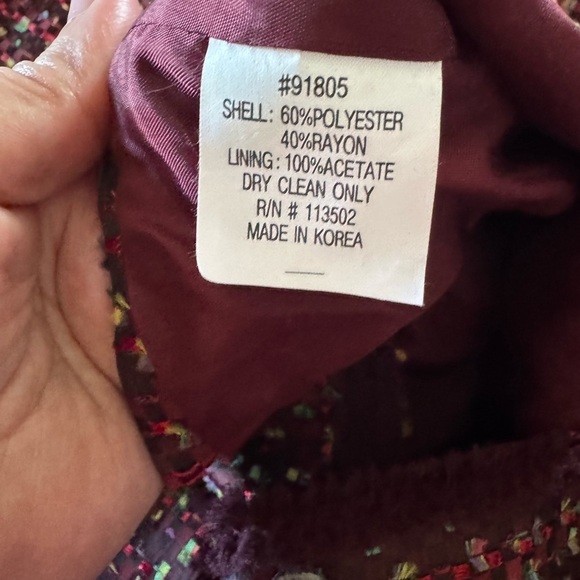 #91805
SHELL: 60%POLYESTER
40%RAYON
LINING: 100%ACETATE
DRY CLEAN ONLY
R/N # 113502
MADE IN KOREA